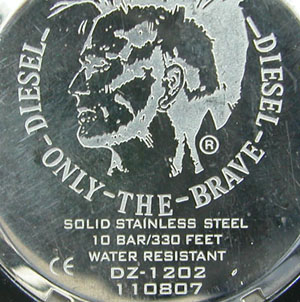 DIESEL-ONLY-THE-BRAVE-DIESEL
®
SOLID STAINLESS STEEL
10 BAR/330 FEET
CE WATER RESISTANT
DZ-1202
110807